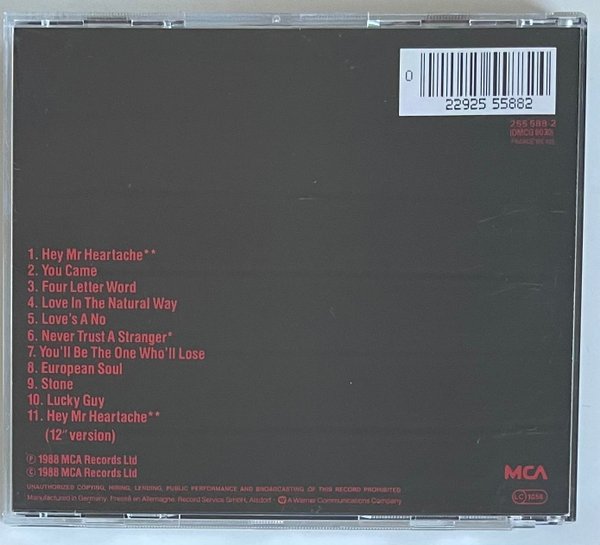 0
22925 55882
255 588-2
(DMCG 6030)
1. Hey Mr Heartache**
2. You Came
3. Four Letter Word
4. Love In The Natural Way
5. Love's A No
6. Never Trust A Stranger*
7. You'll Be The One Who'll Lose
8. European Soul
9. Stone
10. Lucky Guy
11. Hey Mr Heartache**
(12" version)
℗ 1988 MCA Records Ltd
© 1988 MCA Records Ltd
MCA
UNAUTHORIZED COPYING, HIRING, LENDING, PUBLIC PERFORMANCE AND BROADCASTING OF THIS RECORD PROHIBITED
Manufactured in Germany. Pressé en Allemagne. Record Service GmbH, Alsdorf. A Warner Communications Company
LC 1056